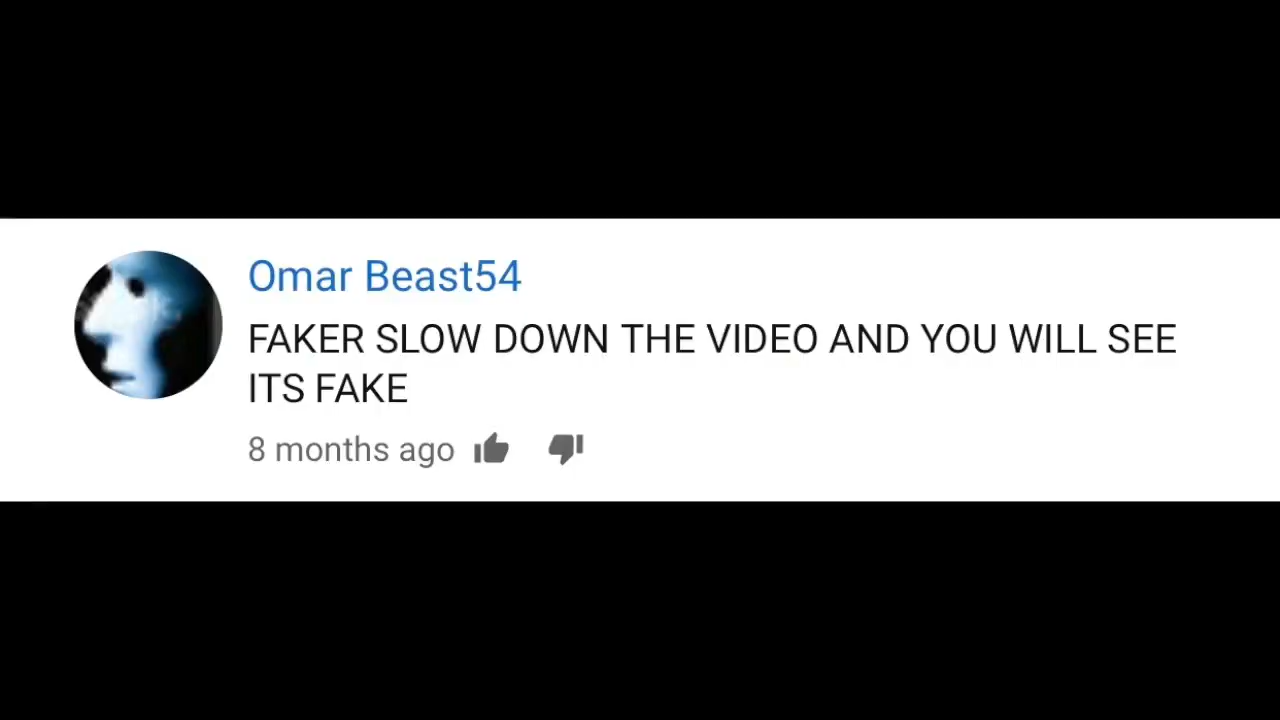 Omar Beast54
FAKER SLOW DOWN THE VIDEO AND YOU WILL SEE
ITS FAKE
8 months ago